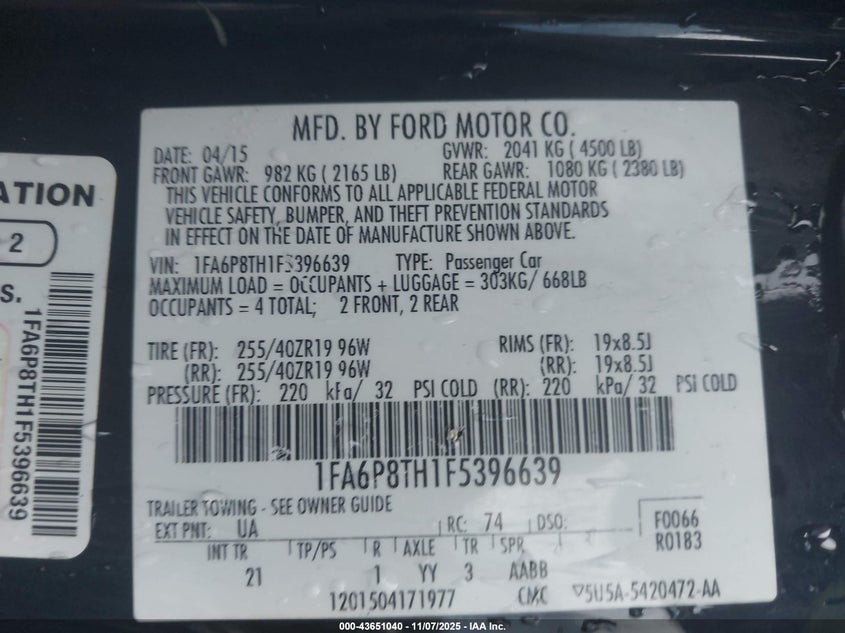 MFD. BY FORD MOTOR CO.
DATE: 04/15 GVWR: 2041 KG ( 4500 LB)
FRONT GAWR: 982 KG ( 2165 LB) REAR GAWR: 1080 KG ( 2380 LB)
THIS VEHICLE CONFORMS TO ALL APPLICABLE FEDERAL MOTOR
VEHICLE SAFETY, BUMPER, AND THEFT PREVENTION STANDARDS
IN EFFECT ON THE DATE OF MANUFACTURE SHOWN ABOVE.
VIN: 1FA6P8TH1F5396639 TYPE: Passenger Car
MAXIMUM LOAD = OCCUPANTS + LUGGAGE = 303KG/ 668LB
OCCUPANTS = 4 TOTAL; 2 FRONT, 2 REAR
TIRE (FR): 255/40ZR19 96W RIMS (FR): 19x8.5J
(RR): 255/40ZR19 96W (RR): 19x8.5J
PRESSURE (FR): 220 kPa/ 32 PSI COLD (RR): 220 kPa/ 32 PSI COLD
1FA6P8TH1F5396639
TRAILER TOWING - SEE OWNER GUIDE
EXT PNT: UA RC: 74 DSO: F0066
R0183
INT TR TP/PS R AXLE TR SPR
21 1 YY 3 AABB
1201504171977 CMC 5U5A-5420472-AA
ATION
2
S.
1FA6P8TH1F5396639
000-43651040 - 11/07/2025 - IAA Inc.